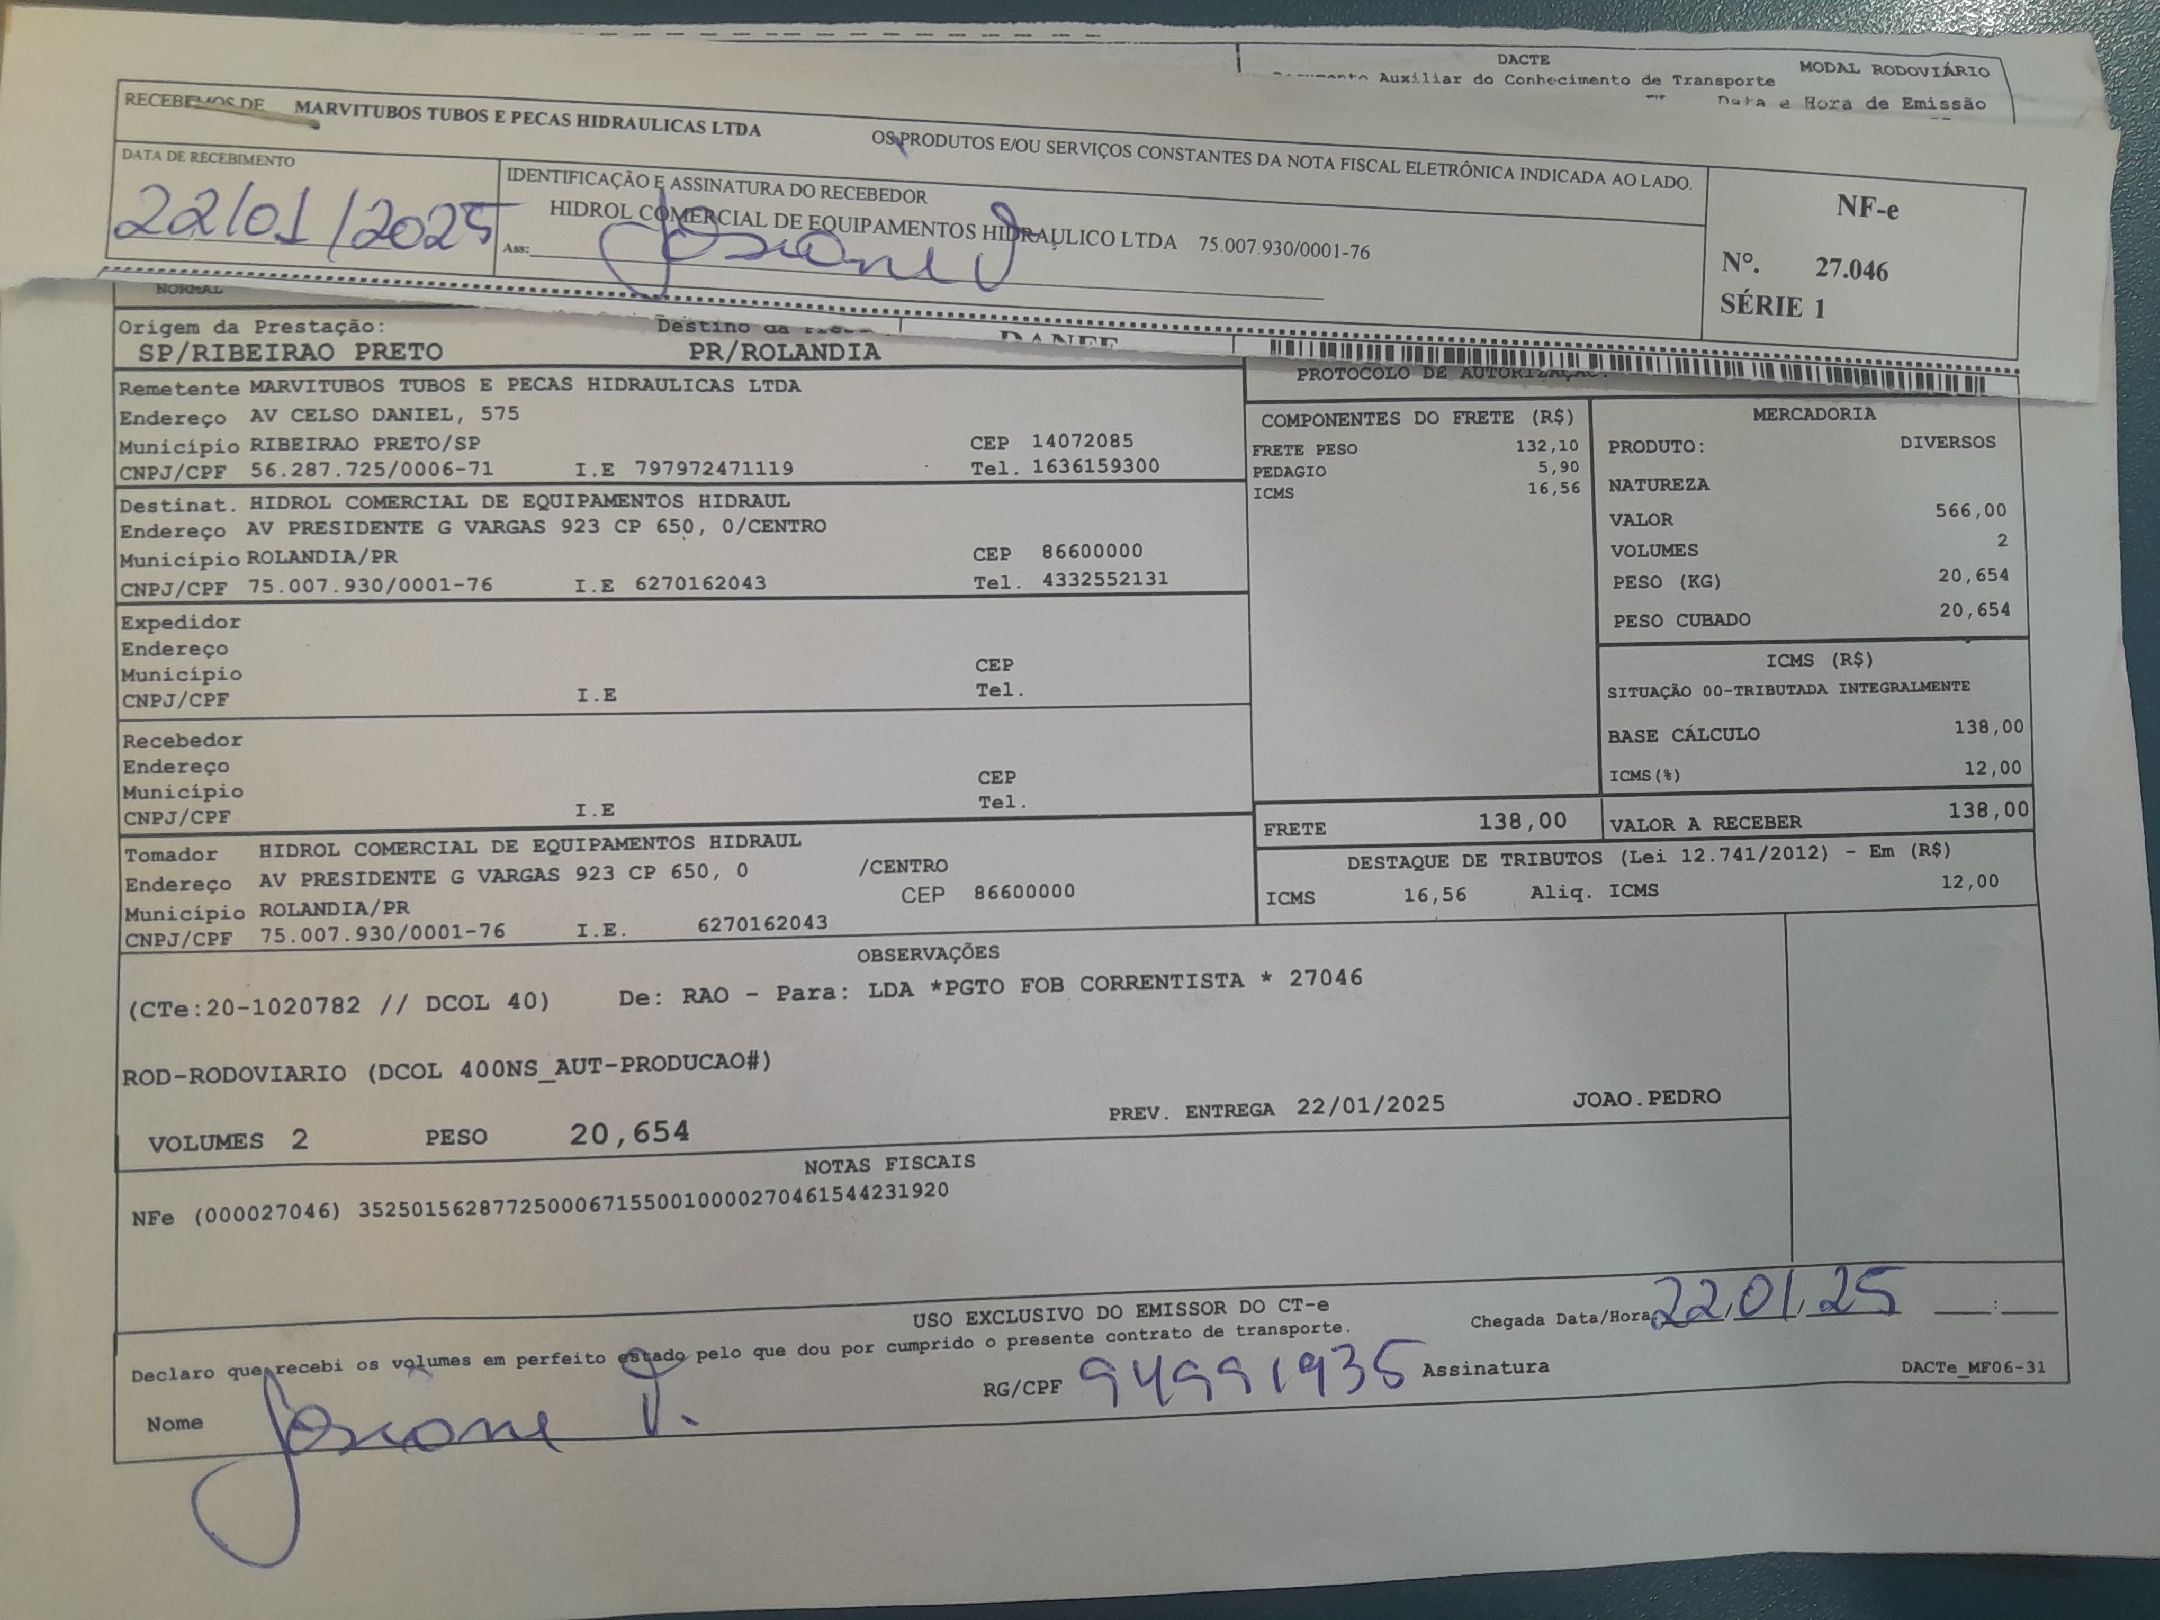 DACTE
Auxiliar do Conhecimento de Transporte
MODAL RODOVIÁRIO
Data e Hora de Emissão
RECEBEMOS DE MARVITUBOS TUBOS E PECAS HIDRAULICAS LTDA OS PRODUTOS E/OU SERVIÇOS CONSTANTES DA NOTA FISCAL ELETRÔNICA INDICADA AO LADO.
DATA DE RECEBIMENTO
22/01/2025
IDENTIFICAÇÃO E ASSINATURA DO RECEBEDOR
HIDROL COMERCIAL DE EQUIPAMENTOS HIDRAULICO LTDA 75.007.930/0001-76
Ass:
NF-e
Nº. 27.046
SÉRIE 1
NORMAL
DANFE
Origem da Prestação:
SP/RIBEIRAO PRETO
Destino da
PR/ROLANDIA
PROTOCOLO DE AUTORIZAÇÃO
Remetente MARVITUBOS TUBOS E PECAS HIDRAULICAS LTDA
Endereço AV CELSO DANIEL, 575
Município RIBEIRAO PRETO/SP CEP 14072085
CNPJ/CPF 56.287.725/0006-71 I.E 797972471119 Tel. 1636159300
Destinat. HIDROL COMERCIAL DE EQUIPAMENTOS HIDRAUL
Endereço AV PRESIDENTE G VARGAS 923 CP 650, 0/CENTRO
Município ROLANDIA/PR CEP 86600000
CNPJ/CPF 75.007.930/0001-76 I.E 6270162043 Tel. 4332552131
Expedidor
Endereço
Município CEP
CNPJ/CPF I.E Tel.
Recebedor
Endereço
Município CEP
CNPJ/CPF I.E Tel.
Tomador HIDROL COMERCIAL DE EQUIPAMENTOS HIDRAUL
Endereço AV PRESIDENTE G VARGAS 923 CP 650, 0 /CENTRO
Município ROLANDIA/PR CEP 86600000
CNPJ/CPF 75.007.930/0001-76 I.E. 6270162043
COMPONENTES DO FRETE (R$)
FRETE PESO 132,10
PEDAGIO 5,90
ICMS 16,56
FRETE 138,00
MERCADORIA
PRODUTO: DIVERSOS
NATUREZA
VALOR 566,00
VOLUMES 2
PESO (KG) 20,654
PESO CUBADO 20,654
ICMS (R$)
SITUAÇÃO 00-TRIBUTADA INTEGRALMENTE
BASE CÁLCULO 138,00
ICMS(%) 12,00
VALOR A RECEBER 138,00
DESTAQUE DE TRIBUTOS (Lei 12.741/2012) - Em (R$)
ICMS 16,56 Aliq. ICMS 12,00
OBSERVAÇÕES
(CTe:20-1020782 // DCOL 40) De: RAO - Para: LDA *PGTO FOB CORRENTISTA * 27046
ROD-RODOVIARIO (DCOL 400NS_AUT-PRODUCAO#)
VOLUMES 2 PESO 20,654 PREV. ENTREGA 22/01/2025 JOAO.PEDRO
NOTAS FISCAIS
NFe (000027046) 35250156287725000671550010000270461544231920
USO EXCLUSIVO DO EMISSOR DO CT-e
Declaro que recebi os volumes em perfeito estado pelo que dou por cumprido o presente contrato de transporte.
Chegada Data/Hora 22,01,25 :
Nome
RG/CPF 94991935 Assinatura
DACTe_MF06-31